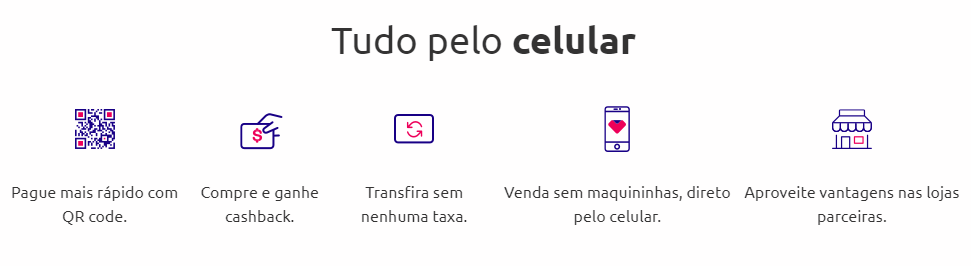 Tudo pelo celular
$
Pague mais rápido com
QR code.
Compre e ganhe
cashback.
Transfira sem
nenhuma taxa.
Venda sem maquininhas, direto
pelo celular.
Aproveite vantagens nas lojas
parceiras.